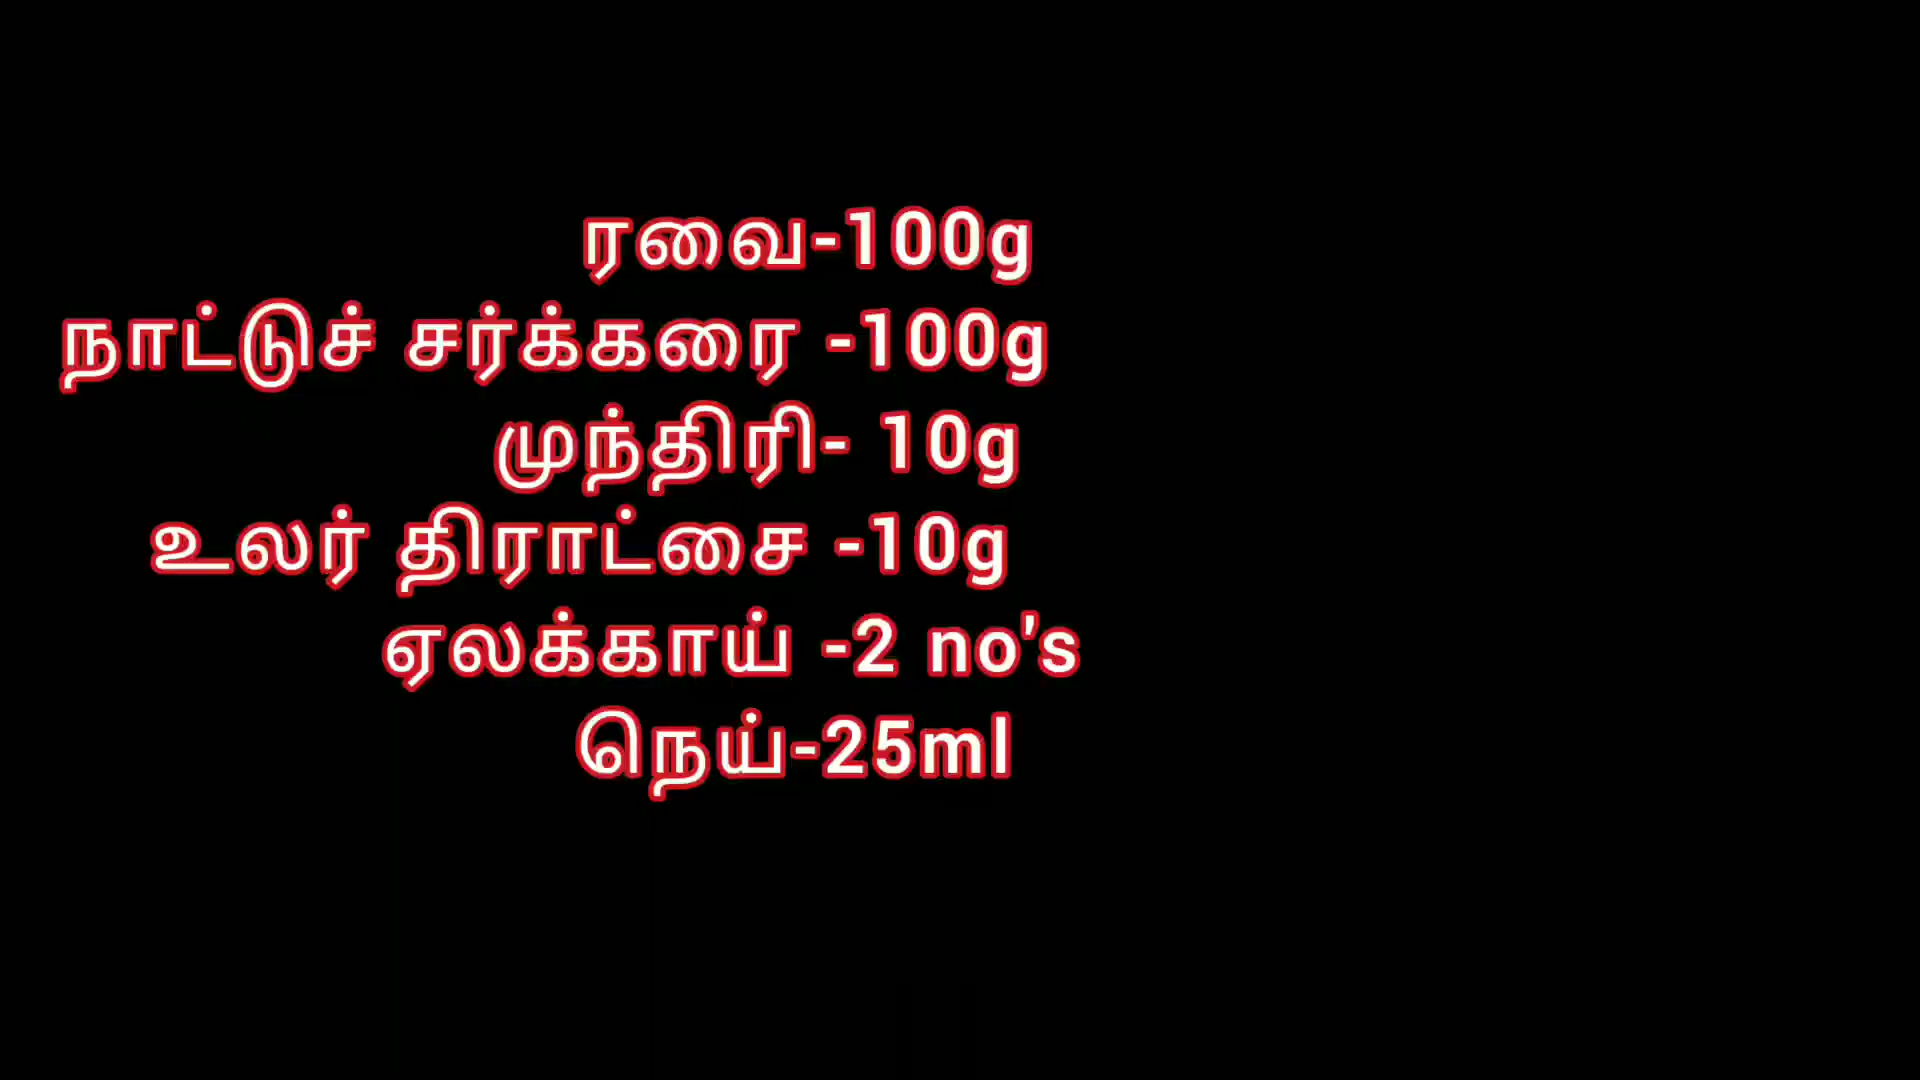 ரவை-100g
நாட்டுச் சர்க்கரை -100g
முந்திரி- 10g
உலர் திராட்சை -10g
ஏலக்காய் -2 no's
நெய்-25ml